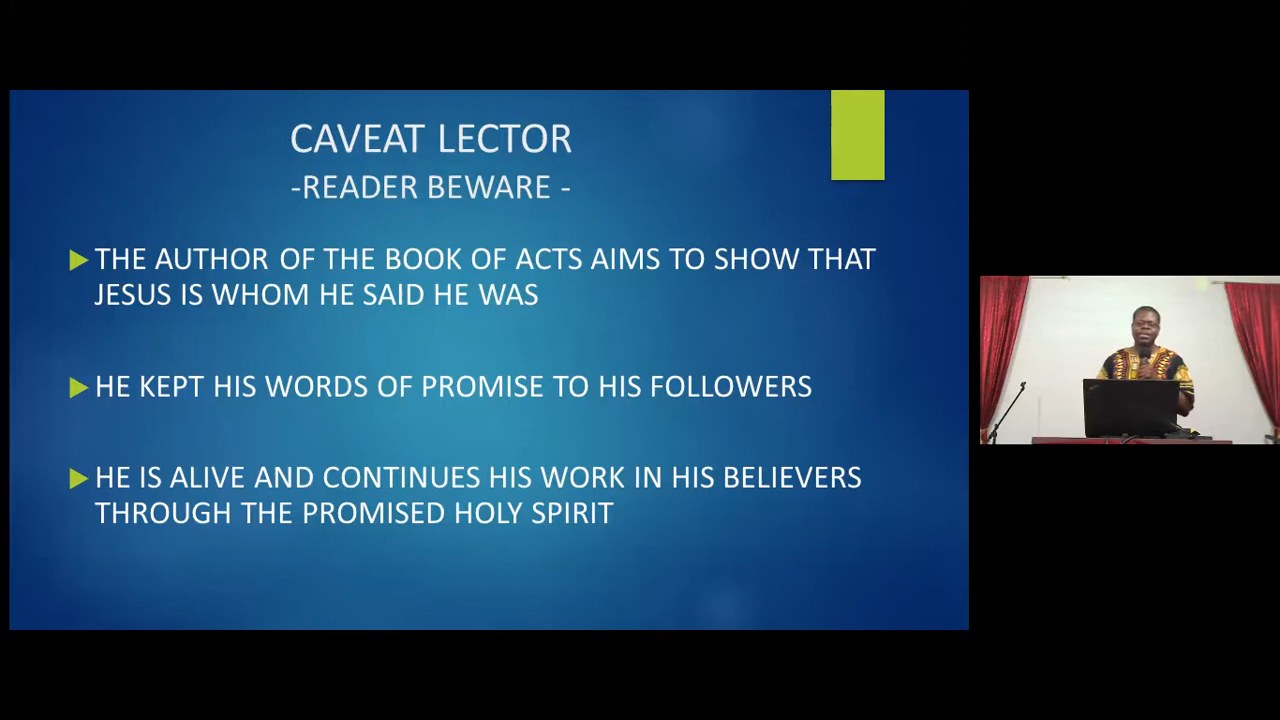 CAVEAT LECTOR
-READER BEWARE -
THE AUTHOR OF THE BOOK OF ACTS AIMS TO SHOW THAT
JESUS IS WHOM HE SAID HE WAS
HE KEPT HIS WORDS OF PROMISE TO HIS FOLLOWERS
HE IS ALIVE AND CONTINUES HIS WORK IN HIS BELIEVERS
THROUGH THE PROMISED HOLY SPIRIT